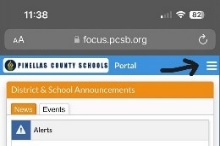 11:38
82
AA focus.pcsb.org
PINELLAS COUNTY SCHOOLS Portal
District & School Announcements
News Events
Alerts